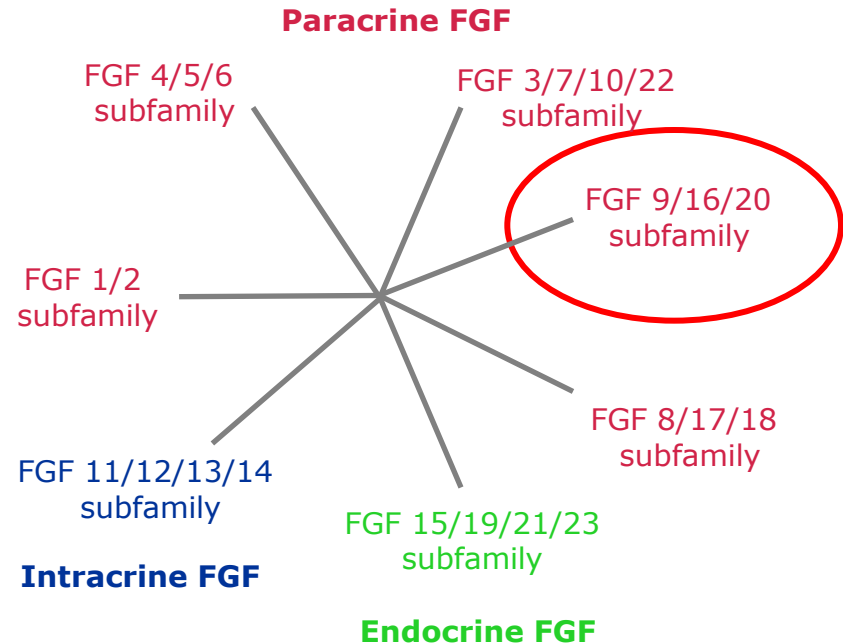 Paracrine FGF
FGF 4/5/6
subfamily
FGF 3/7/10/22
subfamily
FGF 9/16/20
subfamily
FGF 1/2
subfamily
FGF 8/17/18
subfamily
FGF 11/12/13/14
subfamily
FGF 15/19/21/23
subfamily
Intracrine FGF
Endocrine FGF